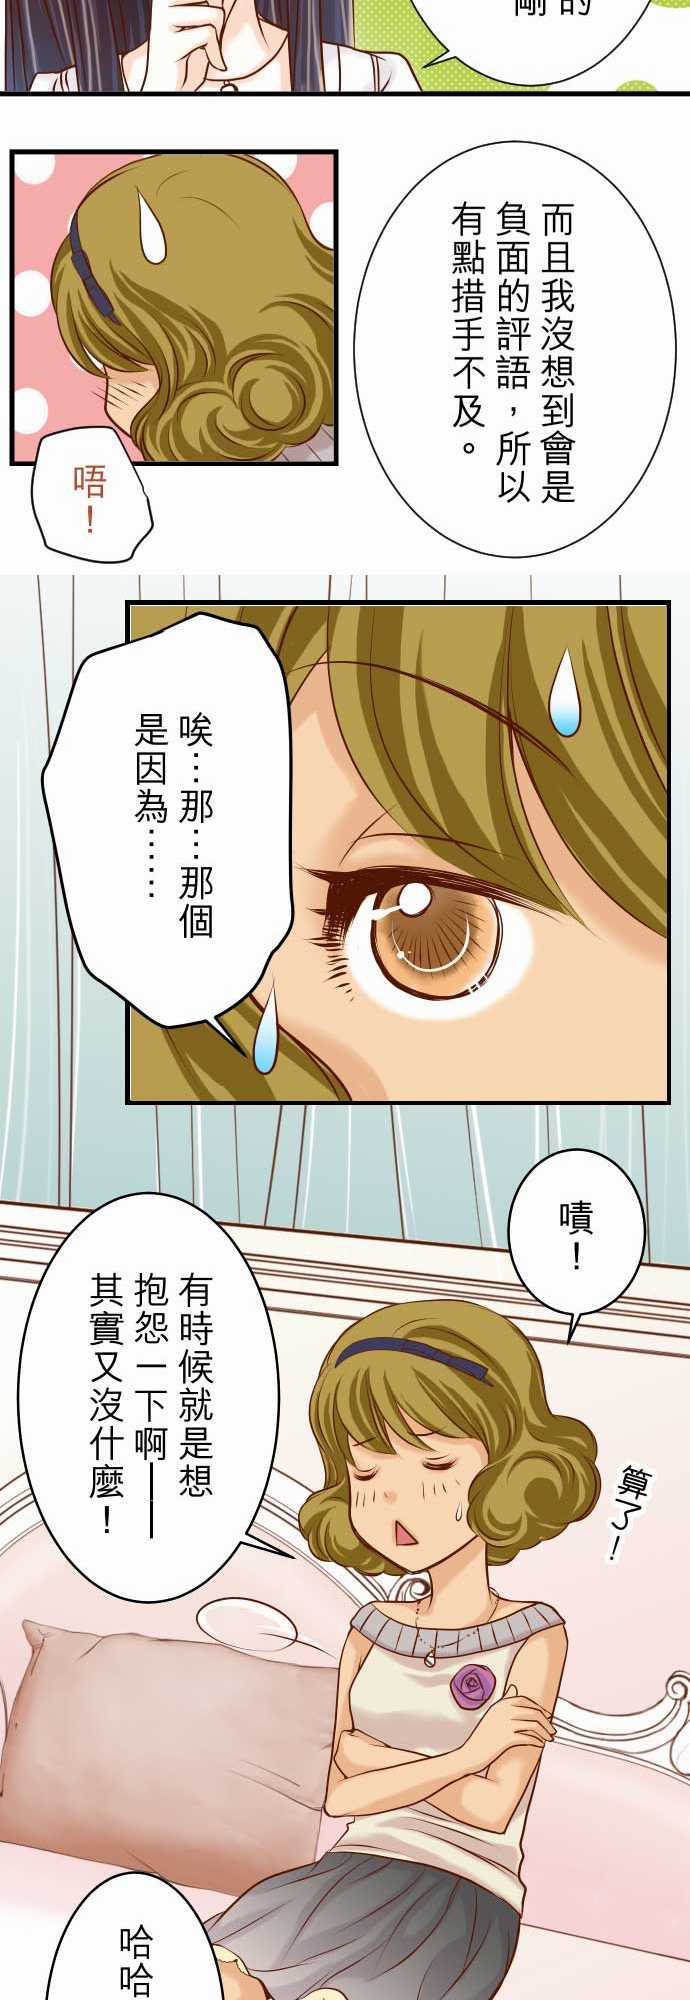 的
剛
而且我沒想到會是
負面的評語，所以
有點措手不及。
唔！
唉…那…那個
是因為……
嘖！
有時候就是想
抱怨一下啊——
其實又沒什麼！
算了！
哈哈